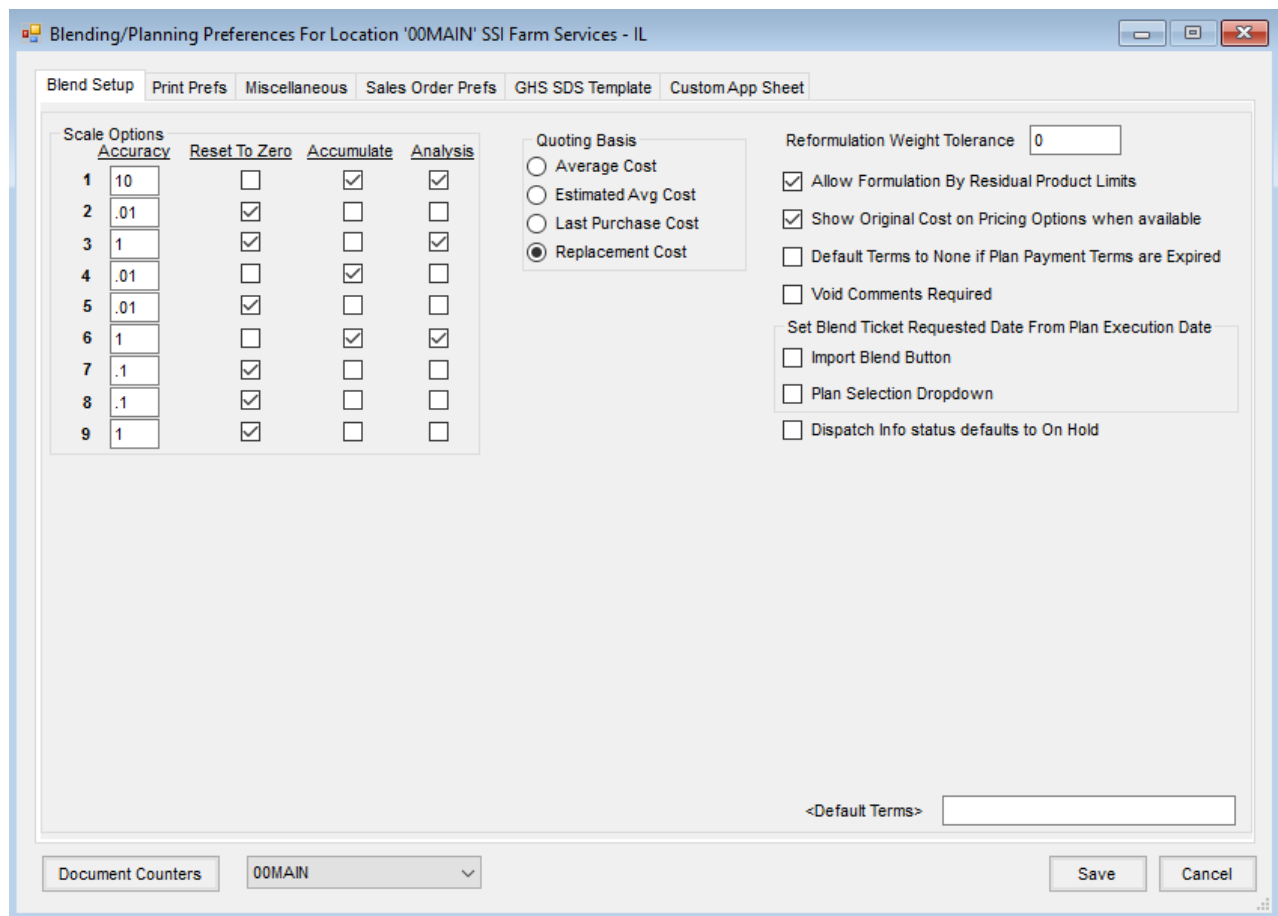 Blending/Planning Preferences For Location '00MAIN' SSI Farm Services - IL
Blend Setup Print Prefs Miscellaneous Sales Order Prefs GHS SDS Template Custom App Sheet
Scale Options
Accuracy Reset To Zero Accumulate Analysis
1 10
2 .01
3 1
4 .01
5 .01
6 1
7 .1
8 .1
9 1
Quoting Basis
Average Cost
Estimated Avg Cost
Last Purchase Cost
Replacement Cost
Reformulation Weight Tolerance 0
Allow Formulation By Residual Product Limits
Show Original Cost on Pricing Options when available
Default Terms to None if Plan Payment Terms are Expired
Void Comments Required
Set Blend Ticket Requested Date From Plan Execution Date
Import Blend Button
Plan Selection Dropdown
Dispatch Info status defaults to On Hold
<Default Terms>
Document Counters 00MAIN Save Cancel